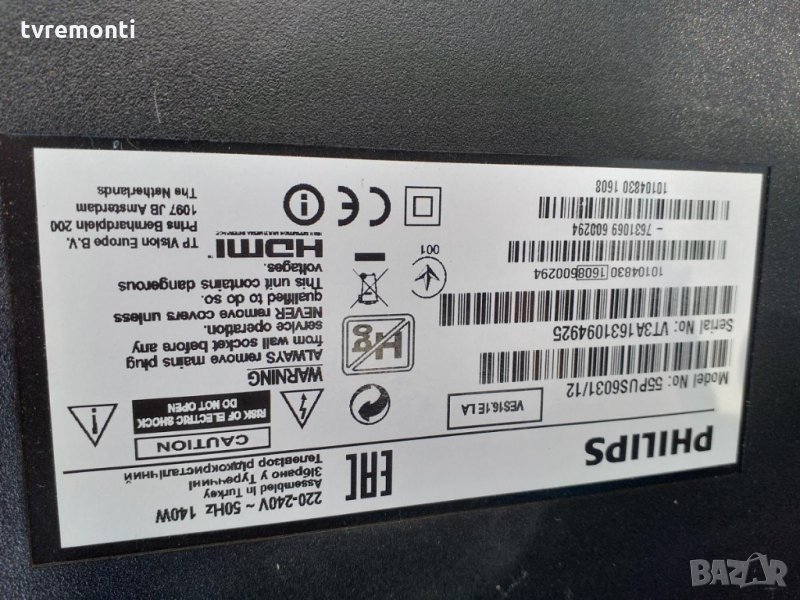 tvremonti
PHILIPS
Model No: 55PUS6031/12
Serial No: VT3A1631094925
10104830 1608 600294
- 7631069 600294
10104830 1608
VES16.1E LA
Hg
001
220-240V ~ 50Hz 140W
Assembled in Turkey
Зібрано у Туреччині
Телевізор рідкокристалічний
EAC
CAUTION
RISK OF ELECTRIC SHOCK
DO NOT OPEN
WARNING
ALWAYS remove mains plug
from wall socket before any
service operation.
NEVER remove covers unless
qualified to do so.
This unit contains dangerous
voltages.
HDMI
CE
TP Vision Europe B.V.
Prins Bernhardplein 200
1097 JB Amsterdam
The Netherlands
BAZAR